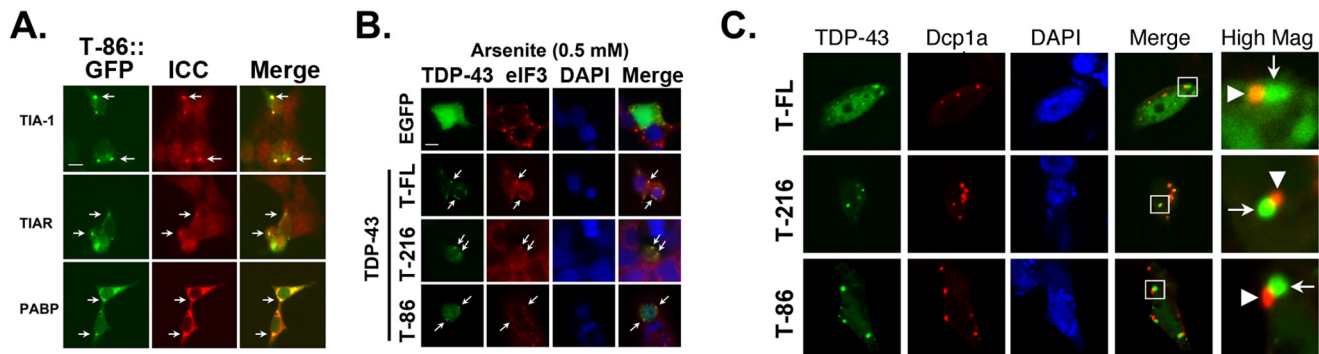 A.
T-86::
GFP ICC Merge
TIA-1
TIAR
PABP
B.
Arsenite (0.5 mM)
TDP-43 eIF3 DAPI Merge
EGFP
TDP-43
T-FL
T-216
T-86
C.
TDP-43 Dcp1a DAPI Merge High Mag
T-FL
T-216
T-86